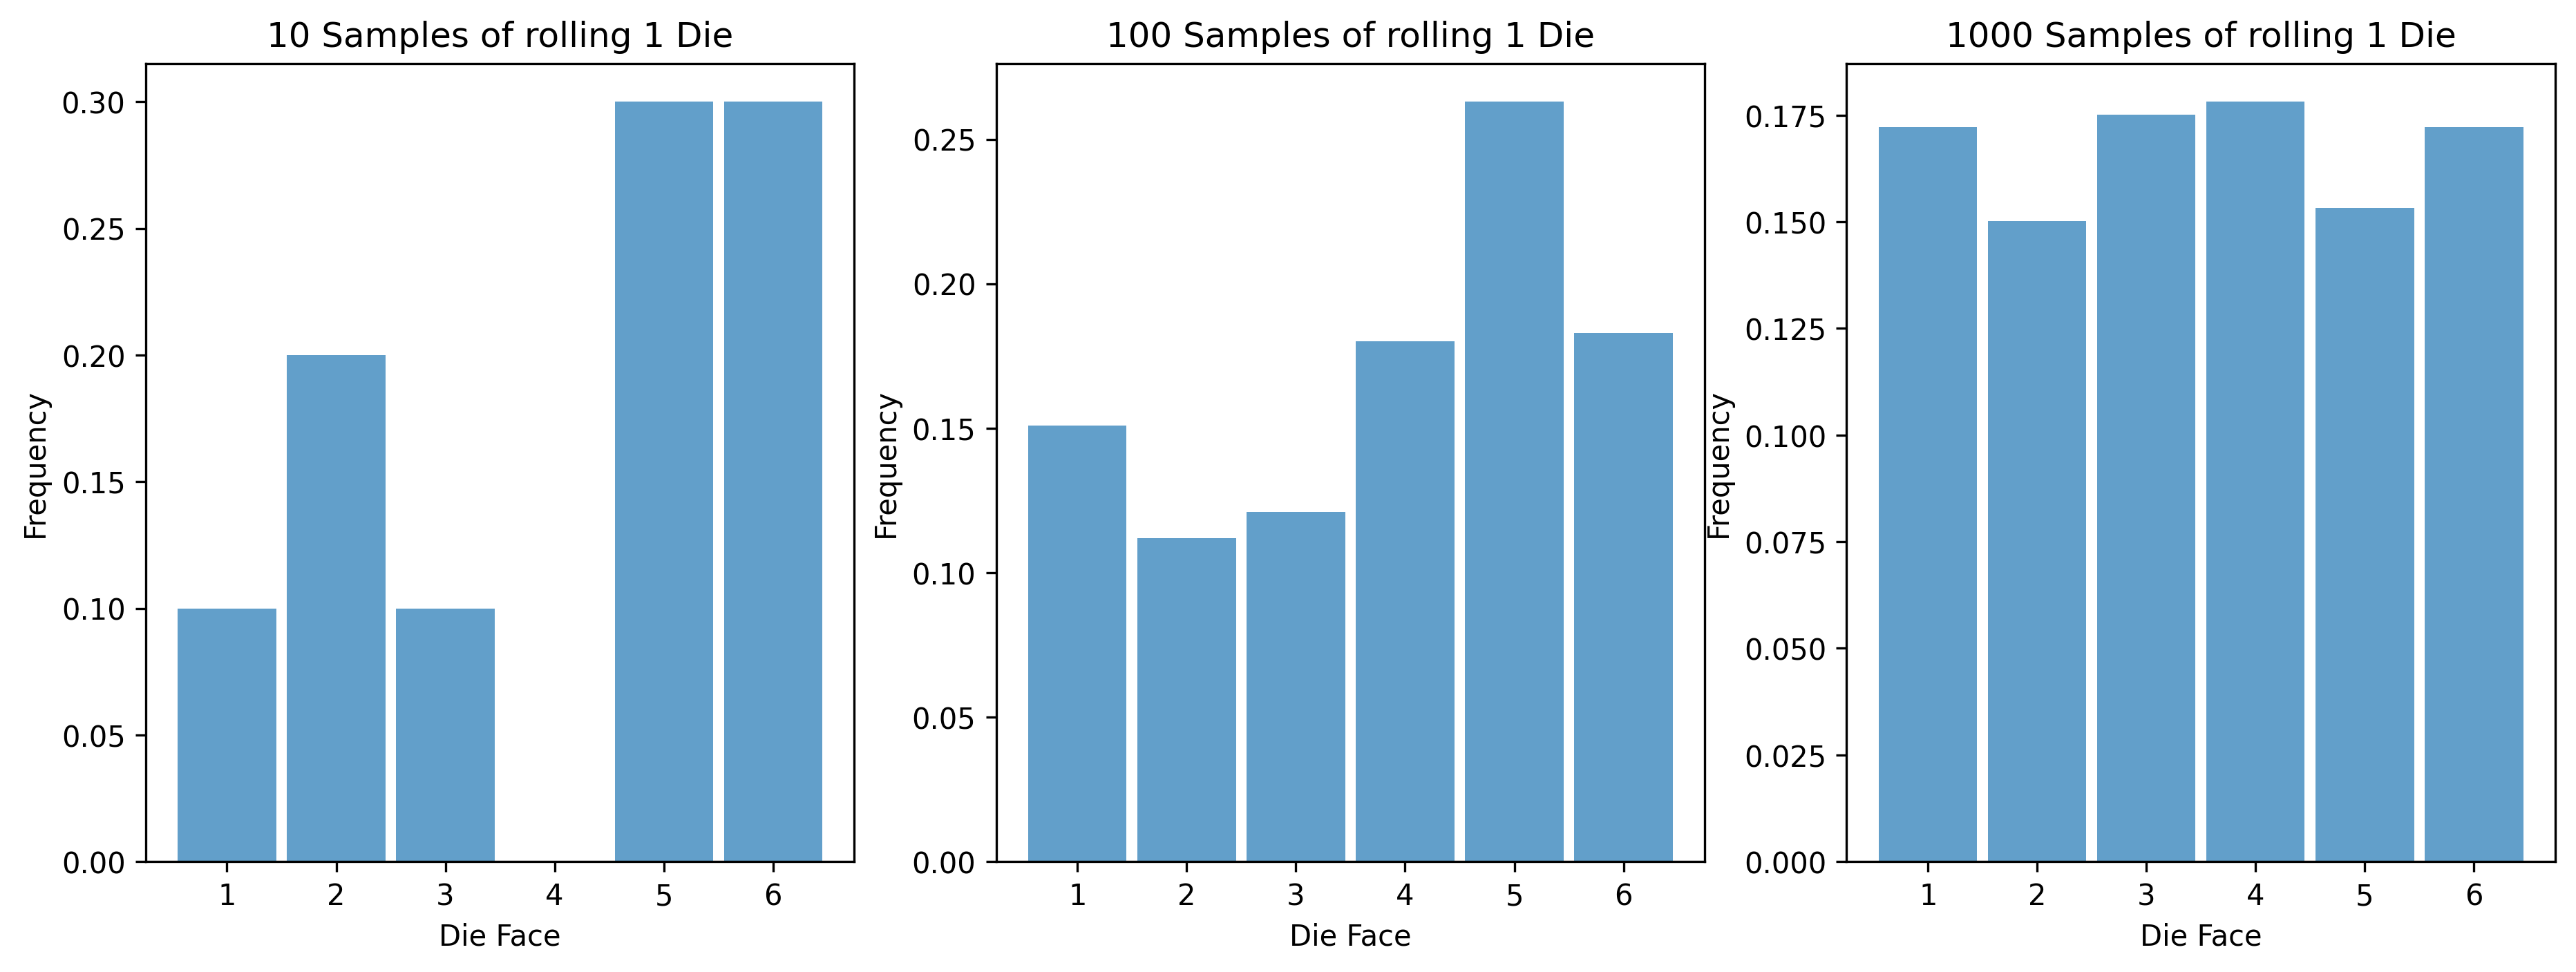 10 Samples of rolling 1 Die
0.30
0.25
0.20
0.15
0.10
0.05
0.00
Frequency
1 2 3 4 5 6
Die Face
100 Samples of rolling 1 Die
0.25
0.20
0.15
0.10
0.05
0.00
Frequency
1 2 3 4 5 6
Die Face
1000 Samples of rolling 1 Die
0.175
0.150
0.125
0.100
0.075
0.050
0.025
0.000
Frequency
1 2 3 4 5 6
Die Face